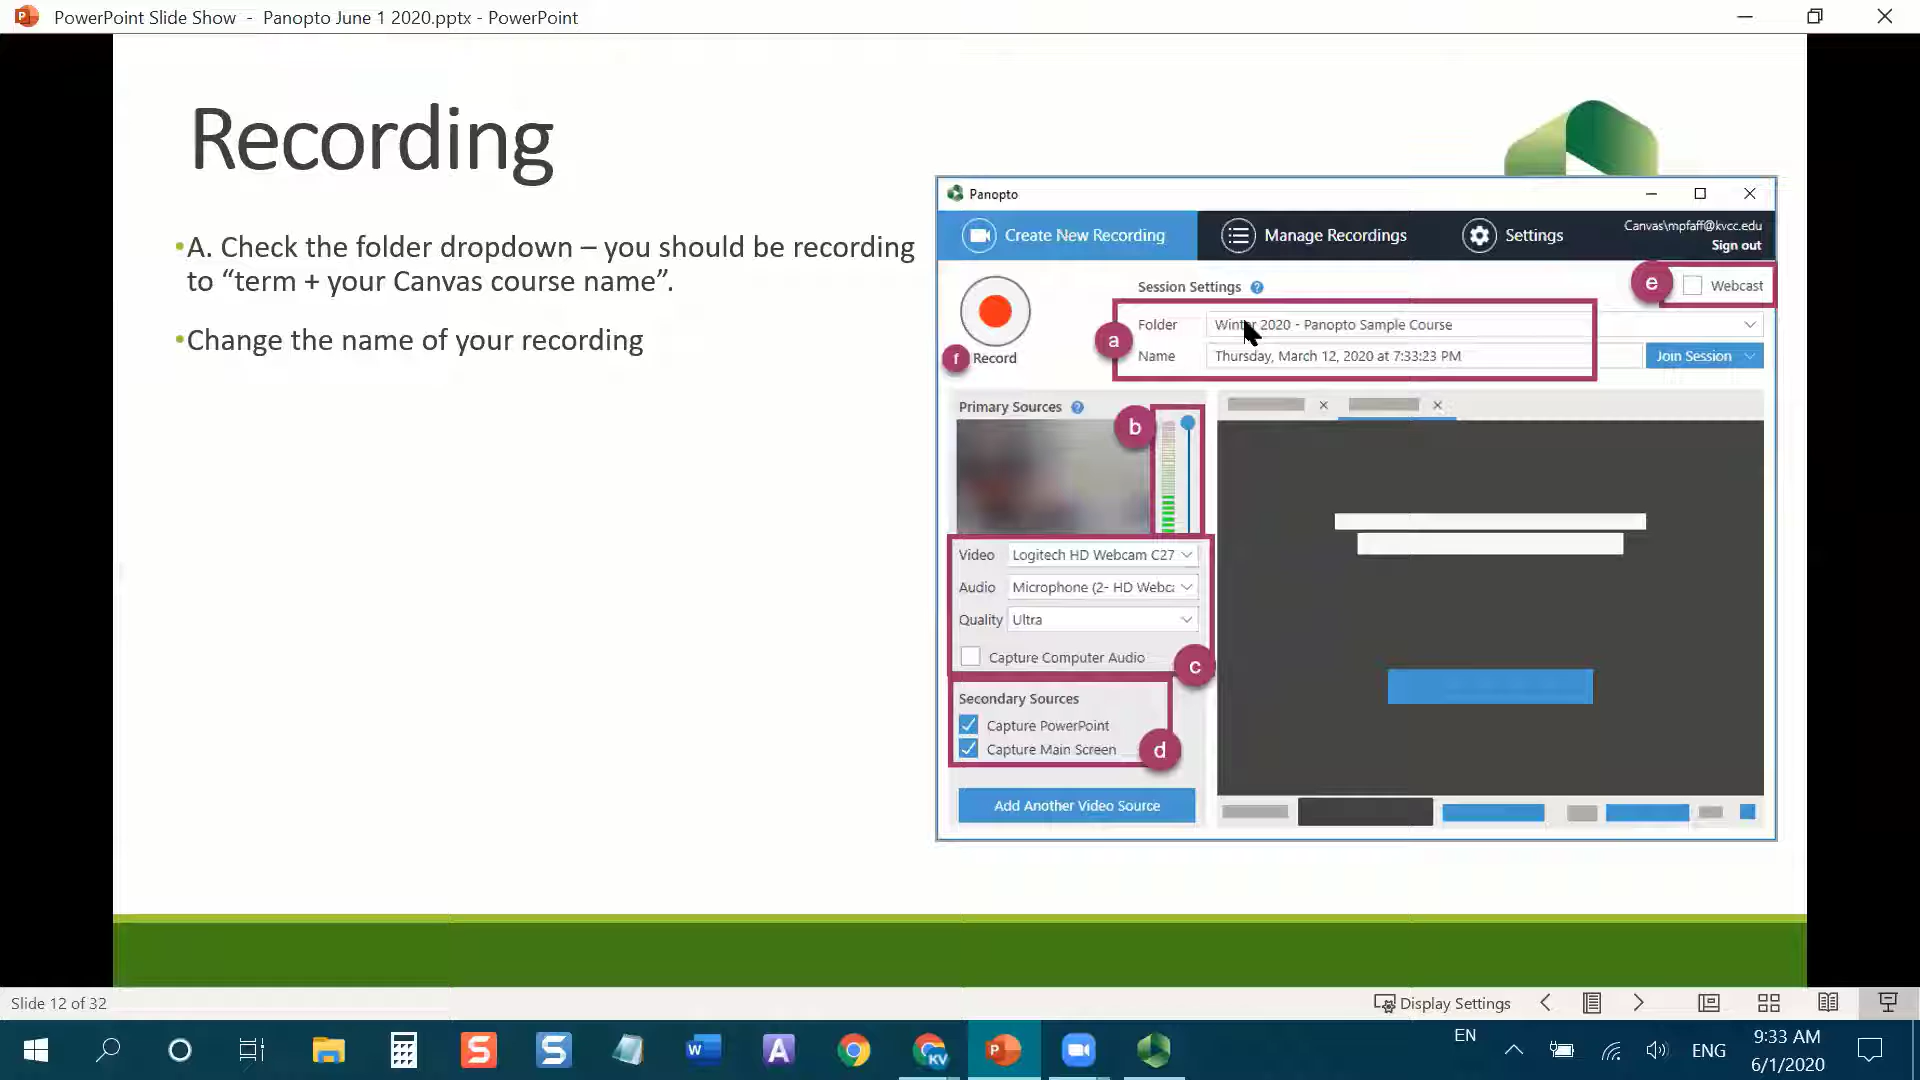 PowerPoint Slide Show - Panopto June 1 2020.pptx - PowerPoint
Recording
•A. Check the folder dropdown – you should be recording
to “term + your Canvas course name”.
•Change the name of your recording
Panopto
Create New Recording
Manage Recordings
Settings
Canvas\mpfaff@kvcc.edu
Sign out
Session Settings ?
e
Webcast
Folder
Winter 2020 - Panopto Sample Course
a
Name
Thursday, March 12, 2020 at 7:33:23 PM
Join Session
f
Record
Primary Sources ?
b
Video
Logitech HD Webcam C27
Audio
Microphone (2- HD Webca
Quality
Ultra
Capture Computer Audio
c
Secondary Sources
Capture PowerPoint
Capture Main Screen
d
Add Another Video Source
Slide 12 of 32
Display Settings
S
S
W
A
KV
P
EN
ENG
9:33 AM
6/1/2020